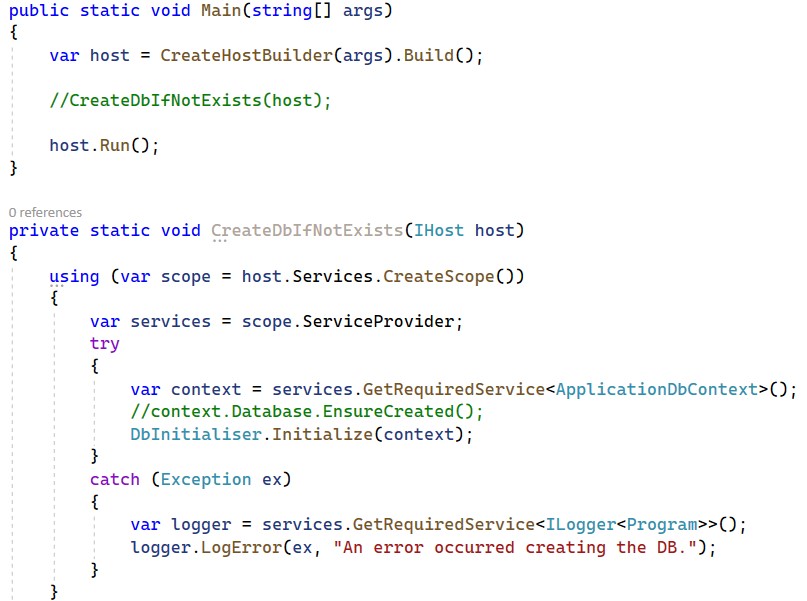 public static void Main(string[] args)
{
var host = CreateHostBuilder(args).Build();
//CreateDbIfNotExists(host);
host.Run();
}
0 references
private static void CreateDbIfNotExists(IHost host)
{
using (var scope = host.Services.CreateScope())
{
var services = scope.ServiceProvider;
try
{
var context = services.GetRequiredService<ApplicationDbContext>();
//context.Database.EnsureCreated();
DbInitialiser.Initialize(context);
}
catch (Exception ex)
{
var logger = services.GetRequiredService<ILogger<Program>>();
logger.LogError(ex, "An error occurred creating the DB.");
}
}